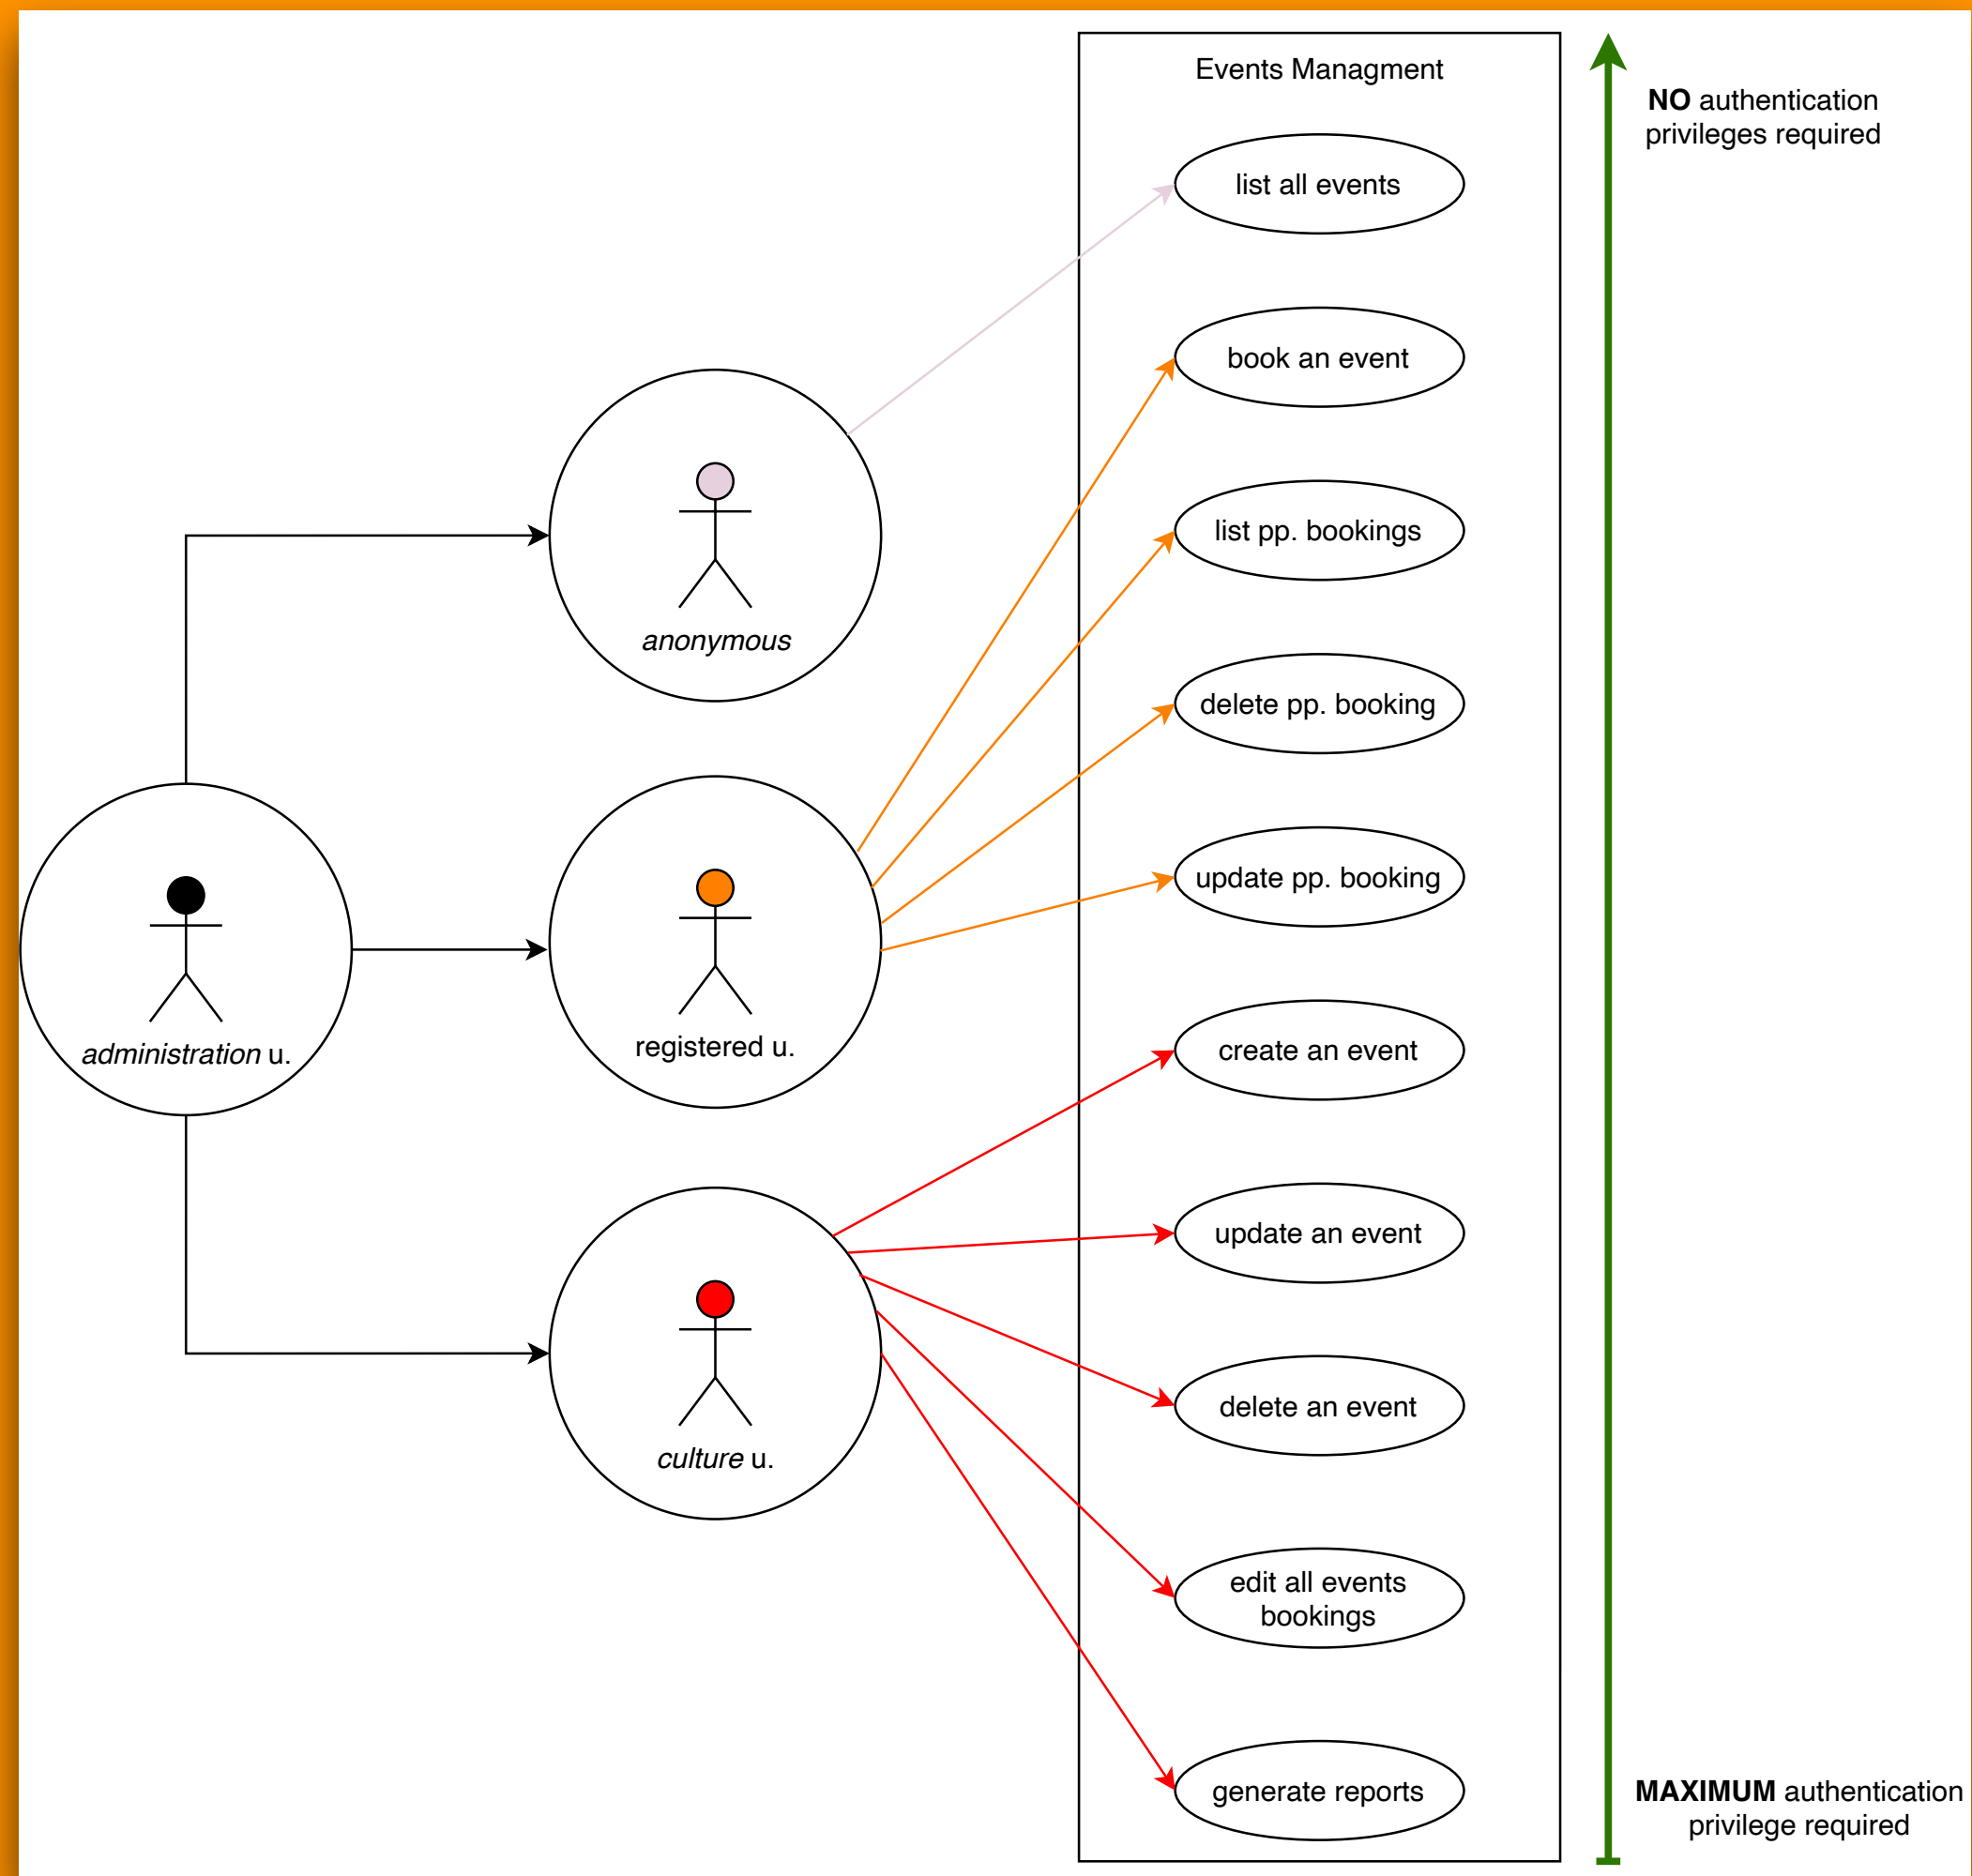 Events Managment
NO authentication
privileges required
list all events
book an event
list pp. bookings
anonymous
delete pp. booking
update pp. booking
administration u.
registered u.
create an event
update an event
delete an event
culture u.
edit all events
bookings
generate reports
MAXIMUM authentication
privilege required